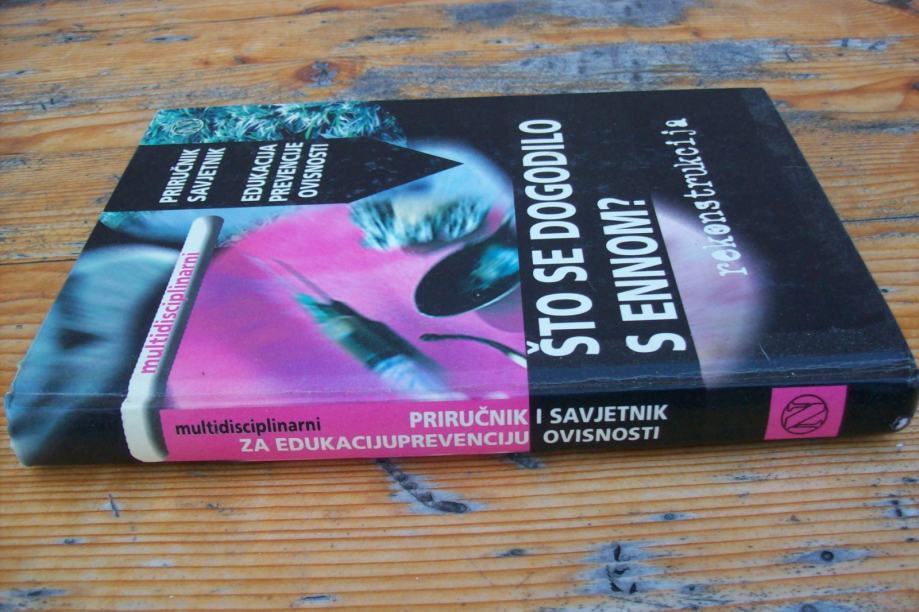 PRIRUČNIK
SAVJETNIK
EDUKACIJA
PREVENCIJE
OVISNOSTI
multidisciplinarni
ŠTO SE DOGODILO
S ENNOM?
rekonstrukcija
multidisciplinarni
PRIRUČNIK I SAVJETNIK
ZA EDUKACIJUPREVENCIJU OVISNOSTI